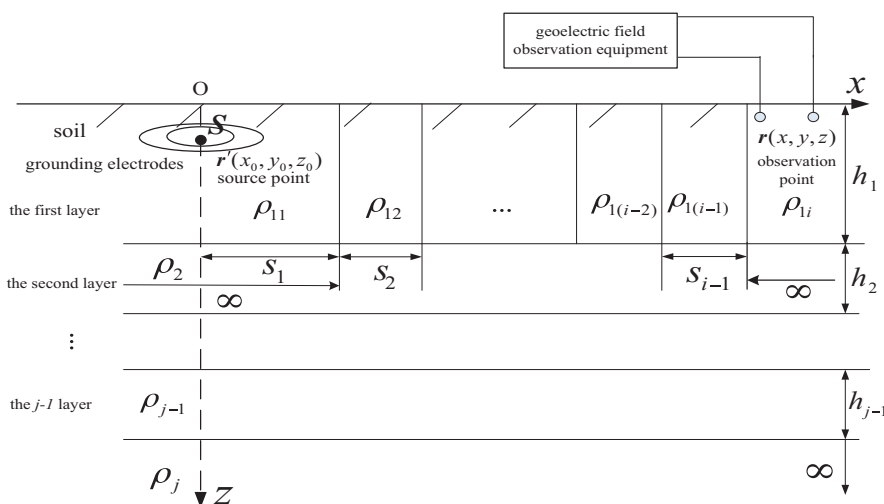 geoelectric field
observation equipment
O
x
soil
S
grounding electrodes
r'(x₀, y₀, z₀)
source point
r(x, y, z)
observation
point
h₁
the first layer
ρ₁₁
ρ₁₂
...
ρ₁₍ᵢ₋₂₎
ρ₁₍ᵢ₋₁₎
ρ₁ᵢ
the second layer
ρ₂
s₁
s₂
sᵢ₋₁
∞
∞
h₂
...
the j-1 layer
ρⱼ₋₁
hⱼ₋₁
ρⱼ
z
∞